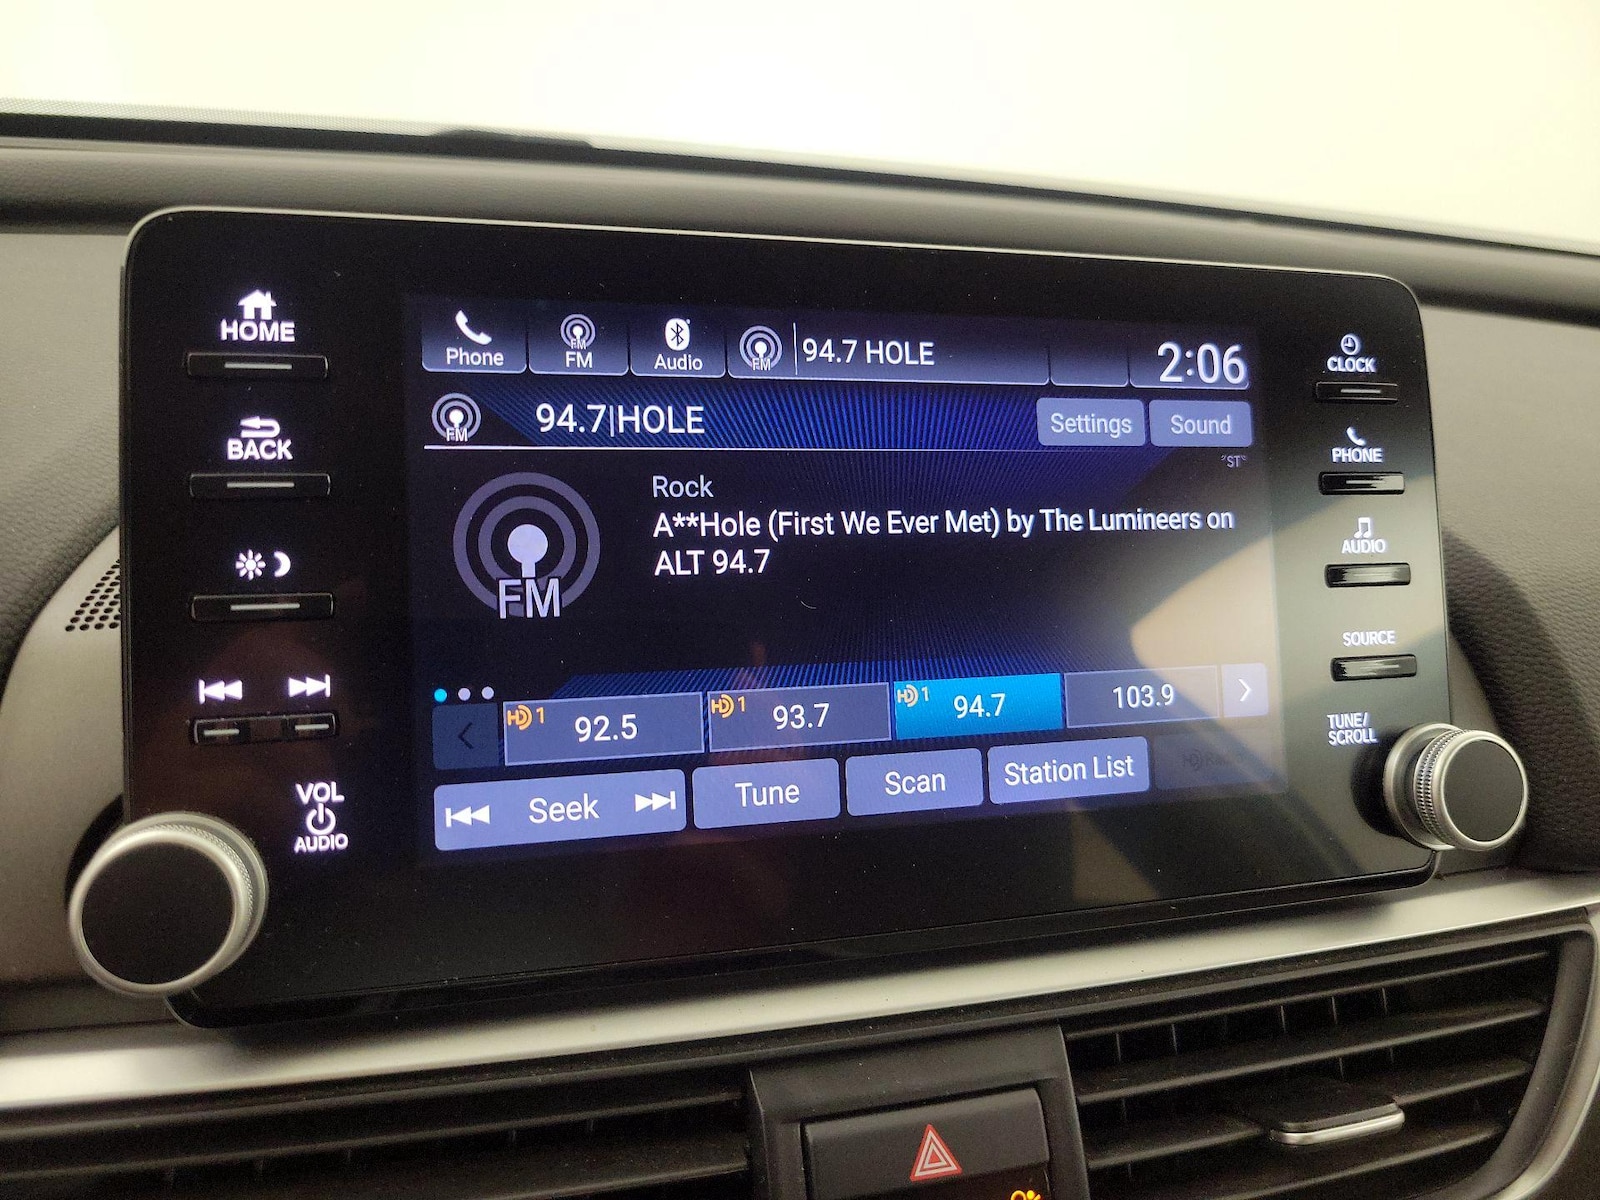 HOME
BACK
VOL
AUDIO
Phone
FM
FM
Audio
FM
94.7 HOLE
2:06
FM
94.7|HOLE
Settings
Sound
"ST"
FM
Rock
A**Hole (First We Ever Met) by The Lumineers on
ALT 94.7
HD 1 92.5
HD 1 93.7
HD 1 94.7
103.9
Seek
Tune
Scan
Station List
CLOCK
PHONE
AUDIO
SOURCE
TUNE/
SCROLL